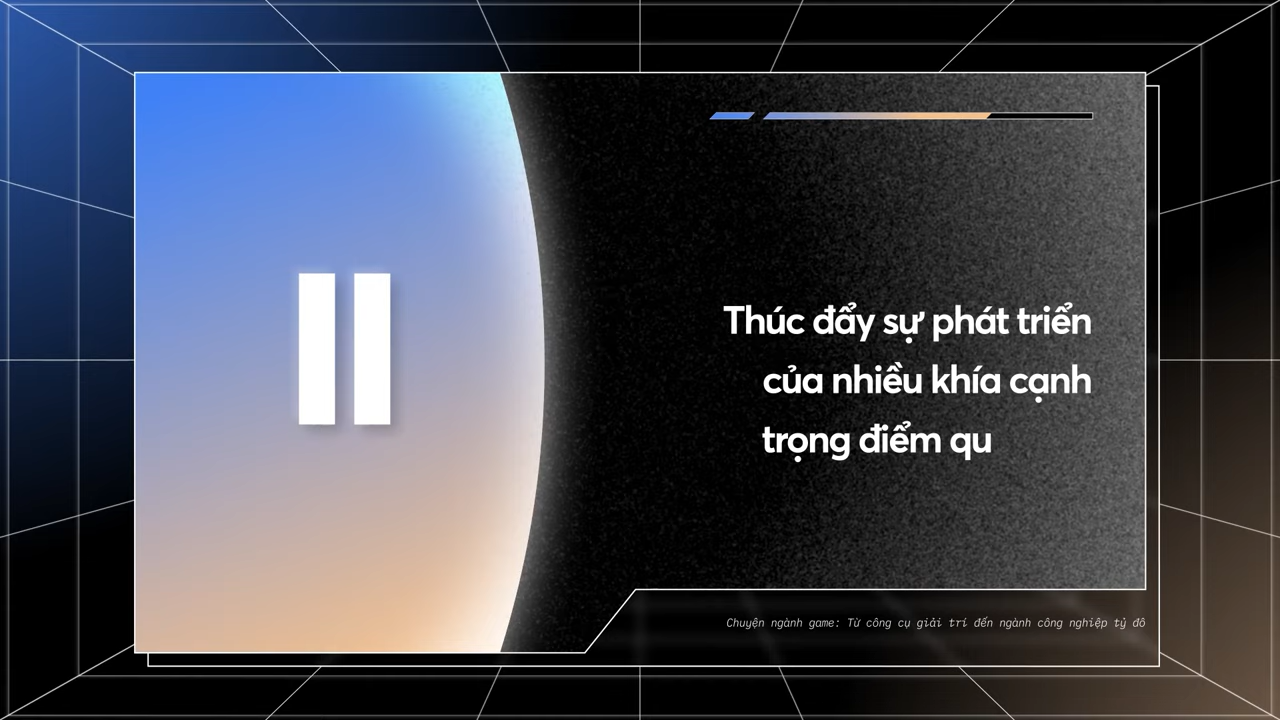 II
Thúc đẩy sự phát triển
của nhiều khía cạnh
trọng điểm qu
Chuyện ngành game: Từ công cụ giải trí đến ngành công nghiệp tỷ đô